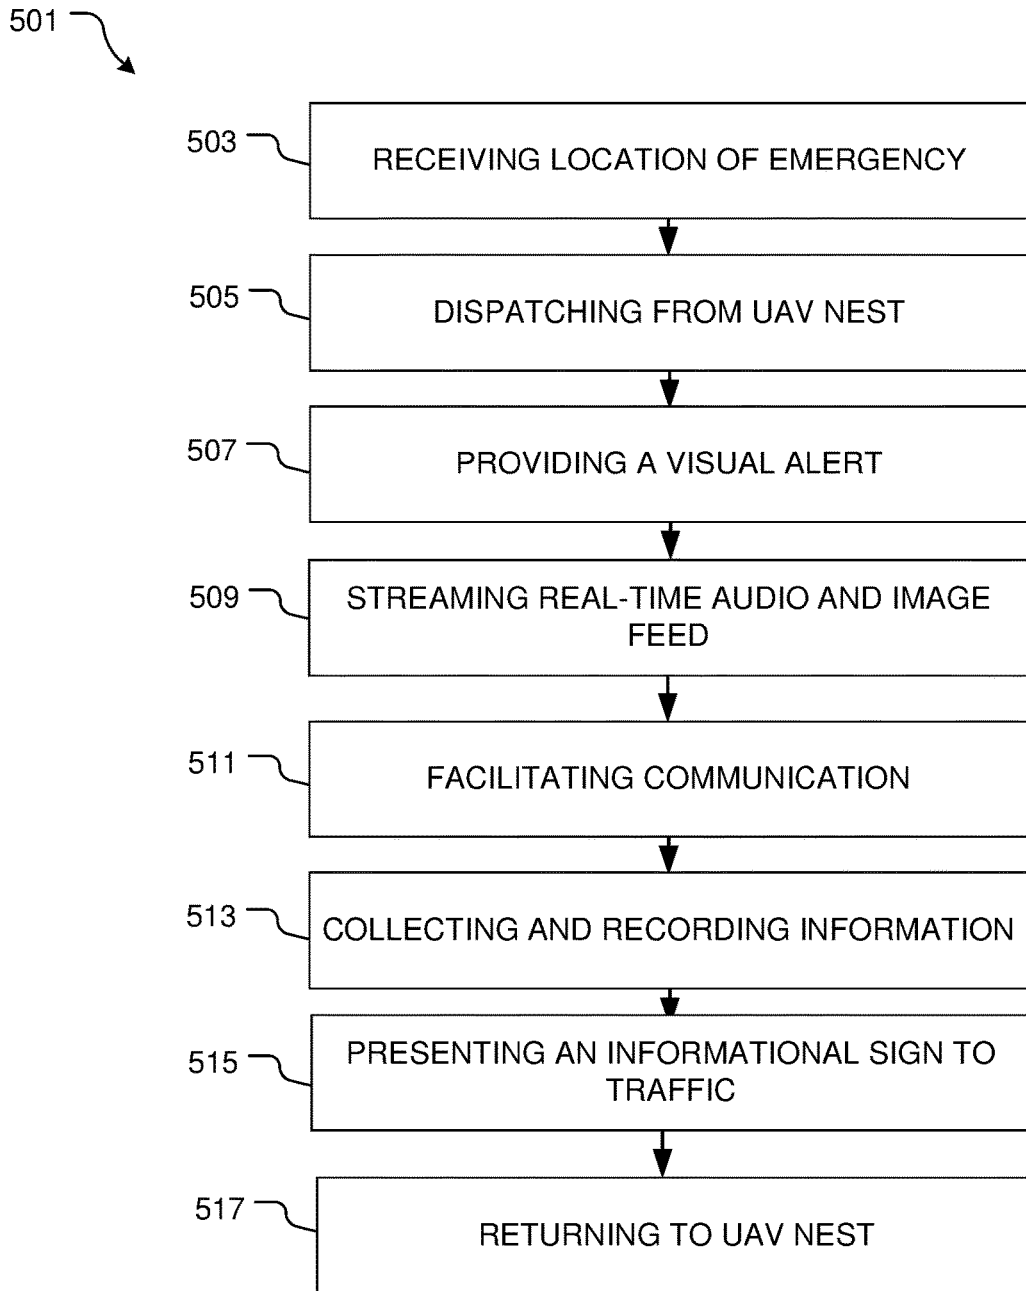 501
503
RECEIVING LOCATION OF EMERGENCY
505
DISPATCHING FROM UAV NEST
507
PROVIDING A VISUAL ALERT
509
STREAMING REAL-TIME AUDIO AND IMAGE
FEED
511
FACILITATING COMMUNICATION
513
COLLECTING AND RECORDING INFORMATION
515
PRESENTING AN INFORMATIONAL SIGN TO
TRAFFIC
517
RETURNING TO UAV NEST